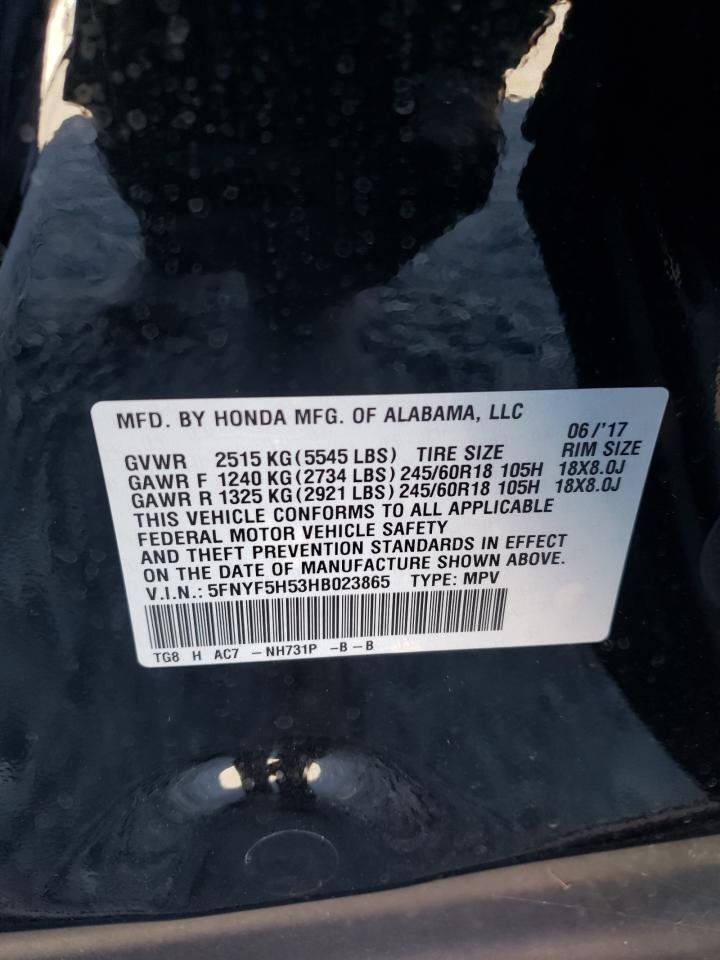 MFD. BY HONDA MFG. OF ALABAMA, LLC 06/'17
GVWR 2515 KG (5545 LBS) TIRE SIZE RIM SIZE
GAWR F 1240 KG (2734 LBS) 245/60R18 105H 18X8.0J
GAWR R 1325 KG (2921 LBS) 245/60R18 105H 18X8.0J
THIS VEHICLE CONFORMS TO ALL APPLICABLE
FEDERAL MOTOR VEHICLE SAFETY
AND THEFT PREVENTION STANDARDS IN EFFECT
ON THE DATE OF MANUFACTURE SHOWN ABOVE.
V.I.N.: 5FNYF5H53HB023865 TYPE: MPV
TG8 H AC7 -NH731P -B-B